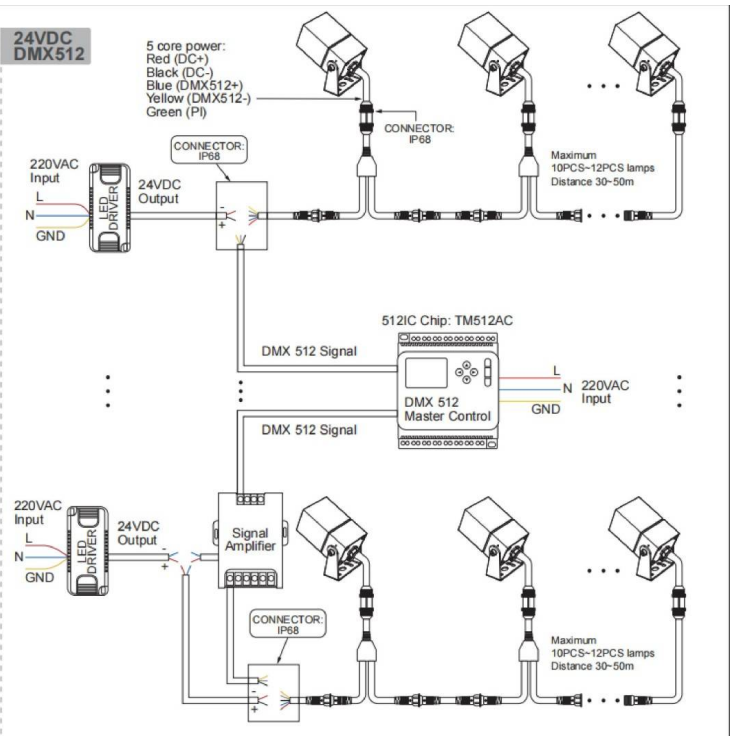 24VDC
DMX512
5 core power:
Red (DC+)
Black (DC-)
Blue (DMX512+)
Yellow (DMX512-)
Green (PI)
CONNECTOR:
IP68
CONNECTOR:
IP68
Maximum
10PCS~12PCS lamps
Distance 30~50m
220VAC
Input
L
N
GND
LED
DRIVER
24VDC
Output
-
+
512IC Chip: TM512AC
DMX 512 Signal
DMX 512
Master Control
L
N
GND
220VAC
Input
DMX 512 Signal
220VAC
Input
L
N
GND
LED
DRIVER
24VDC
Output
-
+
Signal
Amplifier
CONNECTOR:
IP68
-
+
Maximum
10PCS~12PCS lamps
Distance 30~50m